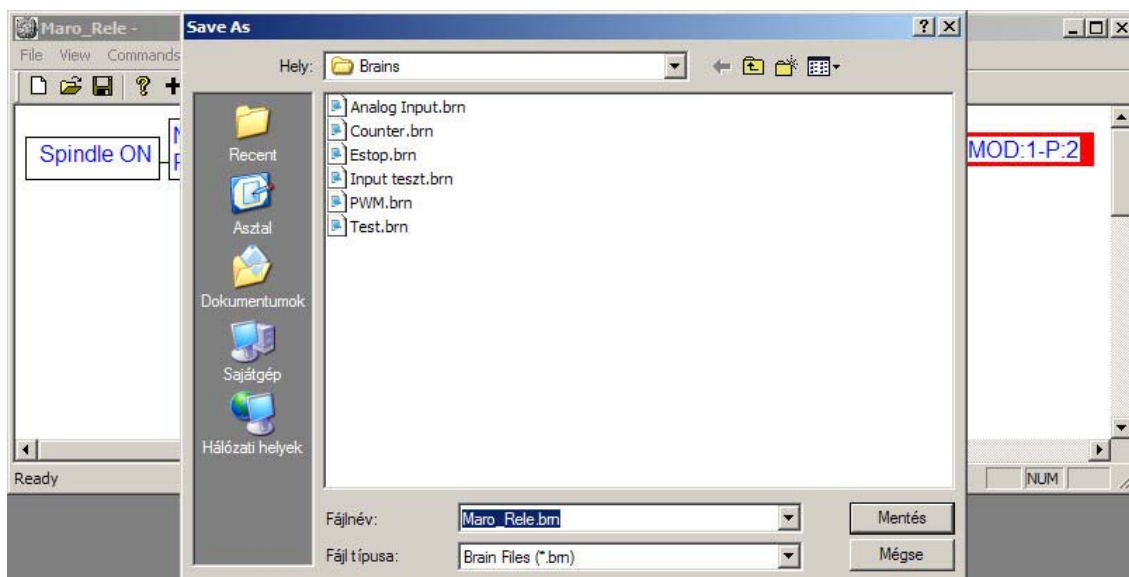 Maro_Rele -
Save As
File View Commands
Hely: Brains
Analog Input.brn
Counter.brn
Estop.brn
Input teszt.brn
PWM.brn
Test.brn
Recent
Asztal
Dokumentumok
Sajátgép
Hálózati helyek
Spindle ON
MOD:1-P:2
Ready
NUM
Fájlnév: Maro_Rele.brn
Mentés
Fájl típusa: Brain Files (*.brn)
Mégse